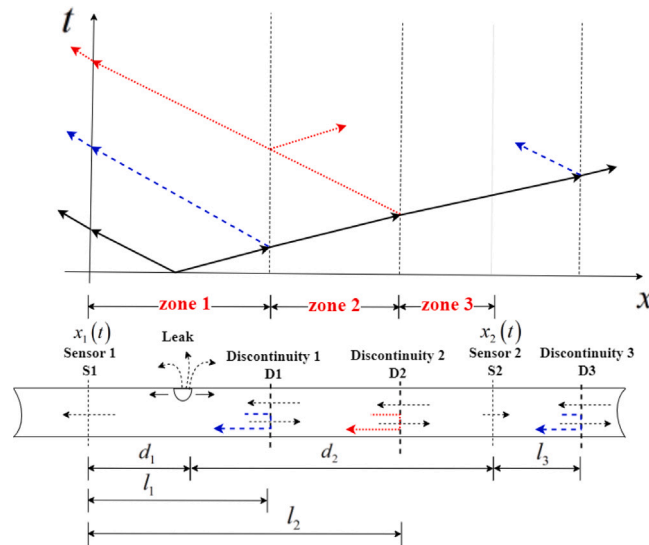 t
x
zone 1 zone 2 zone 3
x₁(t) Leak x₂(t)
Sensor 1 Discontinuity 1 Discontinuity 2 Sensor 2 Discontinuity 3
S1 D1 D2 S2 D3
d₁ d₂ l₃
l₁
l₂